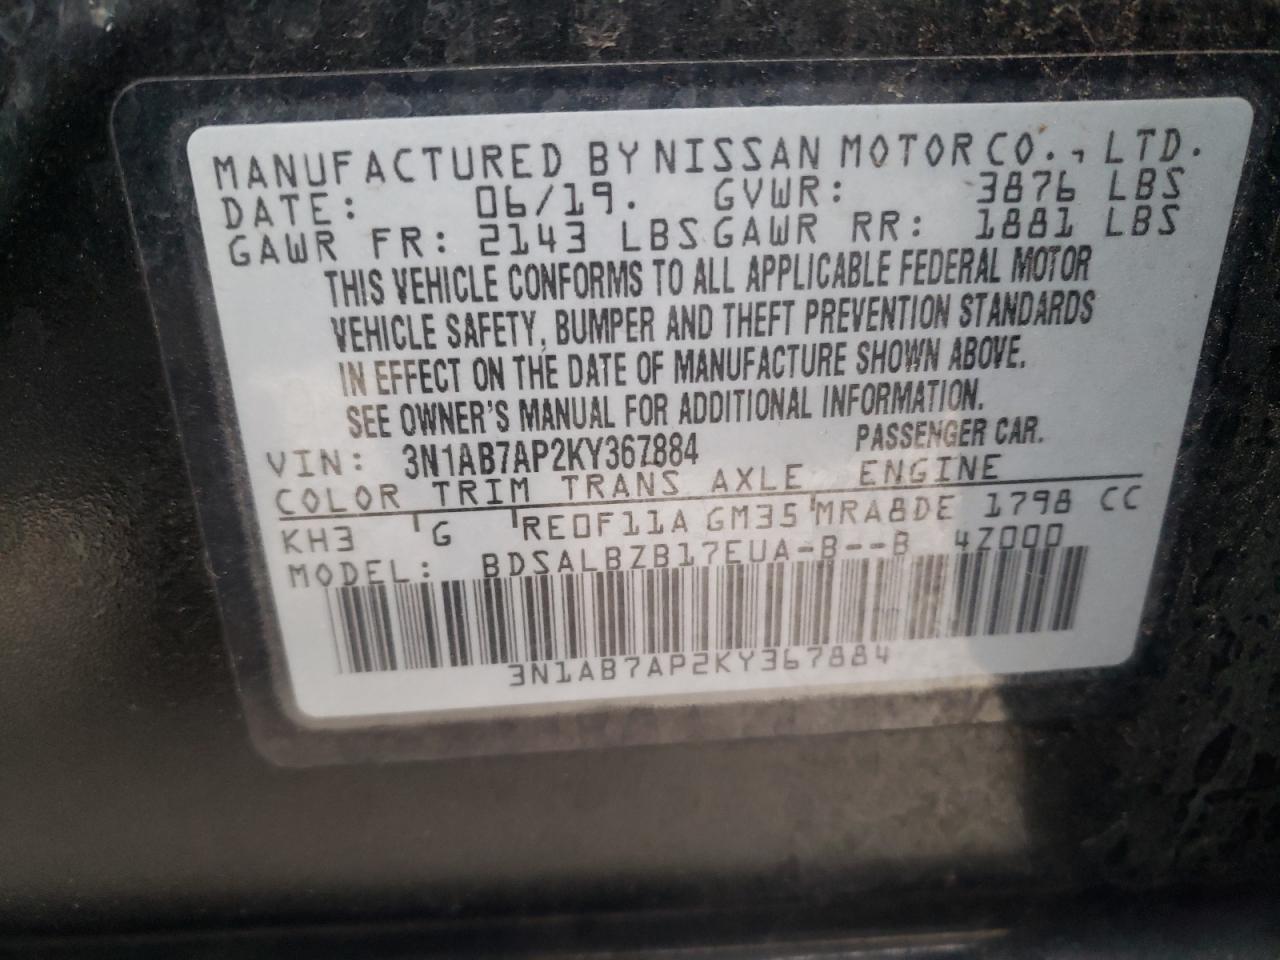 MANUFACTURED BY NISSAN MOTOR CO., LTD.
DATE: 06/19. GVWR: 3876 LBS
GAWR FR: 2143 LBS GAWR RR: 1881 LBS
THIS VEHICLE CONFORMS TO ALL APPLICABLE FEDERAL MOTOR
VEHICLE SAFETY, BUMPER AND THEFT PREVENTION STANDARDS
IN EFFECT ON THE DATE OF MANUFACTURE SHOWN ABOVE.
SEE OWNER'S MANUAL FOR ADDITIONAL INFORMATION.
VIN: 3N1AB7AP2KY367884 PASSENGER CAR.
COLOR TRIM TRANS AXLE ENGINE
KH3 G RE0F11A GM35 MRA8DE 1798 CC
MODEL: BDSALBZB17EUA-B--B 4Z000
3N1AB7AP2KY367884